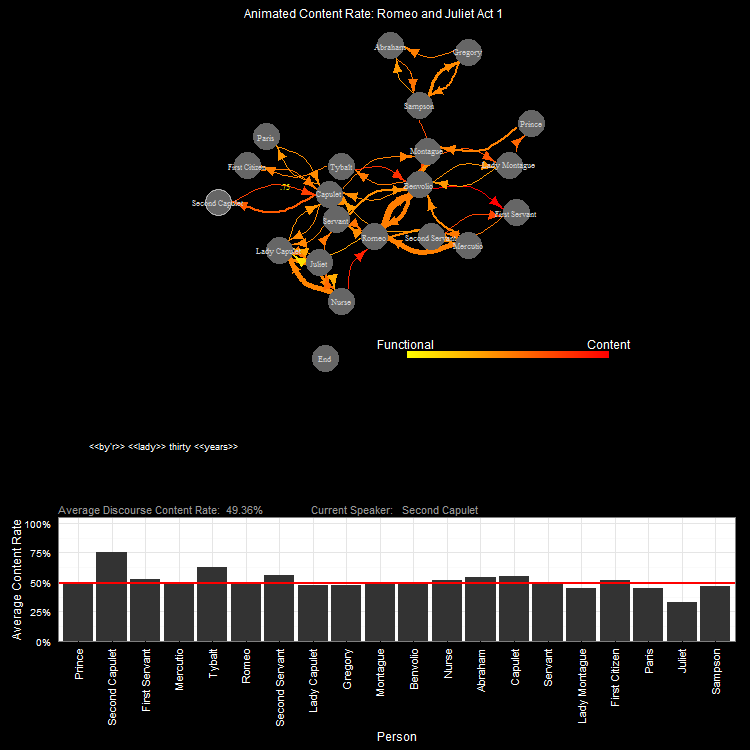 Animated Content Rate: Romeo and Juliet Act 1
Abraham
Gregory
Sampson
Prince
Paris
Montague
First Citizen
Tybalt
Lady Montague
.75
Benvolio
Capulet
Second Capulet
First Servant
Servant
Romeo
Second Servant
Mercutio
Lady Capulet
Juliet
Nurse
Functional
Content
End
<<by'r>> <<lady>> thirty <<years>>
Average Discourse Content Rate: 49.36%
Current Speaker: Second Capulet
Average Content Rate
100%
75%
50%
25%
0%
Prince
Second Capulet
First Servant
Mercutio
Tybalt
Romeo
Second Servant
Lady Capulet
Gregory
Montague
Benvolio
Nurse
Abraham
Capulet
Servant
Lady Montague
First Citizen
Paris
Juliet
Sampson
Person